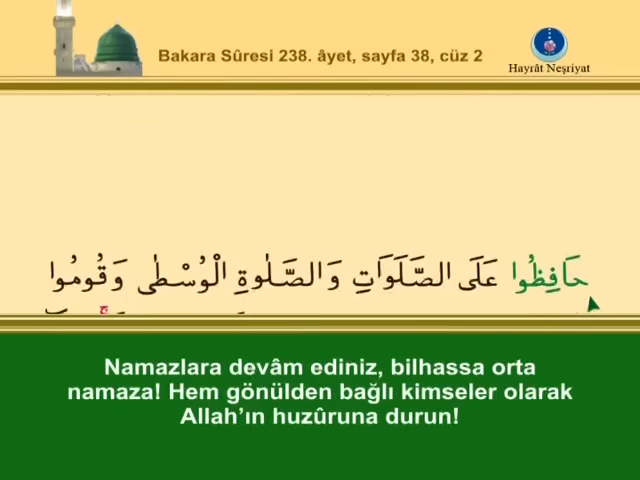 Bakara Sûresi 238. âyet, sayfa 38, cüz 2
Hayrât Neşriyat
حَافِظُوا عَلَى الصَّلَوَاتِ وَالصَّلٰوةِ الْوُسْطٰى وَقُومُوا
Namazlara devâm ediniz, bilhassa orta
namaza! Hem gönülden bağlı kimseler olarak
Allah’ın huzûruna durun!